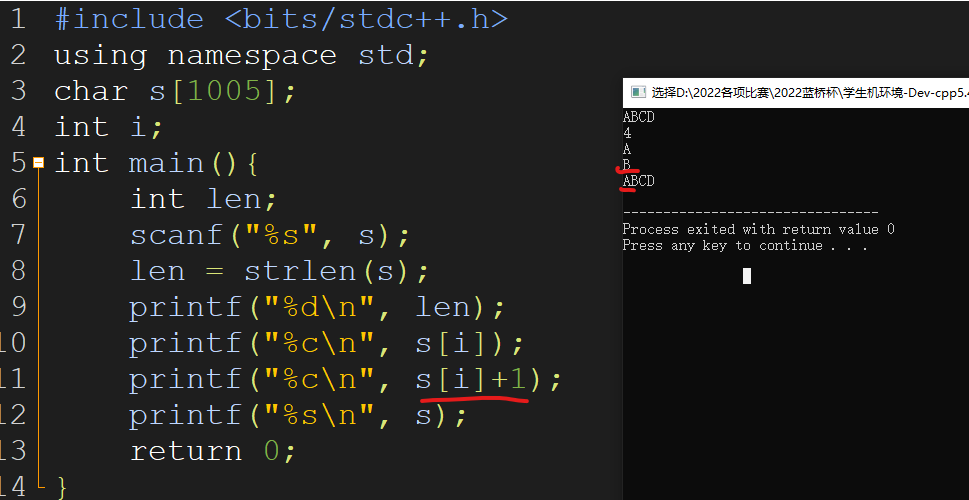 1 #include <bits/stdc++.h>
2 using namespace std;
3 char s[1005];
4 int i;
5 int main(){
6 int len;
7 scanf("%s", s);
8 len = strlen(s);
9 printf("%d\n", len);
10 printf("%c\n", s[i]);
11 printf("%c\n", s[i]+1);
12 printf("%s\n", s);
13 return 0;
14 }
选择D:\2022各项比赛\2022蓝桥杯\学生机环境-Dev-cpp5.4
ABCD
4
A
B
ABCD
--------------------------------
Process exited with return value 0
Press any key to continue . . .